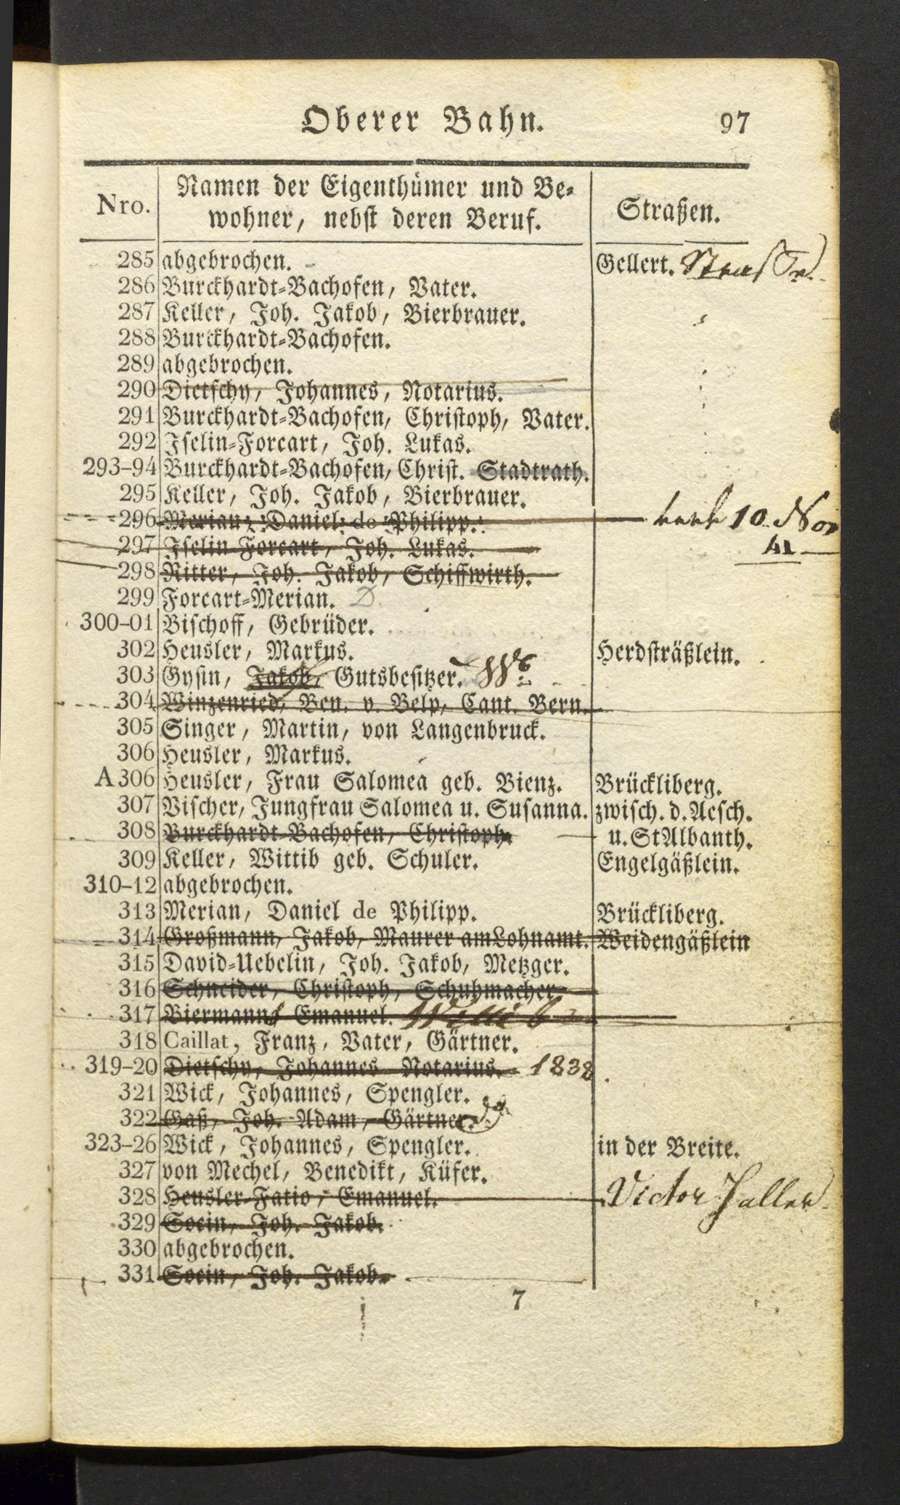 Oberer Bahn. 97
Nro. Namen der Eigenthümer und Be= wohner, nebst deren Beruf. Straßen.
285 abgebrochen. Gellert. Strasse
286 Burckhardt=Bachofen, Vater.
287 Keller, Joh. Jakob, Bierbrauer.
288 Burckhardt=Bachofen.
289 abgebrochen.
290 Dietschy, Johannes, Notarius.
291 Burckhardt=Bachofen, Christoph, Vater.
292 Iselin=Forcart, Joh. Lukas.
293-94 Burckhardt=Bachofen, Christ. Stadtrath.
295 Keller, Joh. Jakob, Bierbrauer.
296 Merian, Daniel de Philipp. 10 Nov
297 Iselin Forcart, Joh. Lukas. 41
298 Ritter, Joh. Jakob, Schiffwirth.
299 Forcart=Merian. D
300-01 Bischoff, Gebrüder.
302 Heusler, Markus. Herdsträßlein.
303 Gysin, Jakob, Gutsbesitzer. We
304 Winzenried, Ben. v. Belp, Cant. Bern.
305 Singer, Martin, von Langenbruck.
306 Heusler, Markus.
A306 Heusler, Frau Salomea geb. Bienz. Brückliberg.
307 Vischer, Jungfrau Salomea u. Susanna. zwisch. d. Aesch.
308 Burckhardt=Bachofen, Christoph. u. StAlbanth.
309 Keller, Wittib geb. Schuler. Engelgäßlein.
310-12 abgebrochen.
313 Merian, Daniel de Philipp. Brückliberg.
314 Großmann, Jakob, Maurer am Lohnamt. Weidengäßlein
315 David=Uebelin, Joh. Jakob, Metzger.
316 Schneider, Christoph, Schuhmacher
317 Biermann, Emanuel. Wittib
318 Caillat, Franz, Vater, Gärtner.
319-20 Dietschy, Johannes Notarius. 1838
321 Wick, Johannes, Spengler.
322 Gaß, Joh. Adam, Gärtner
323-26 Wick, Johannes, Spengler. in der Breite.
327 von Mechel, Benedikt, Küfer.
328 Heusler Fatio, Emanuel. Victor Haller
329 Socin, Joh. Jakob.
330 abgebrochen.
331 Socin, Joh. Jakob.
7